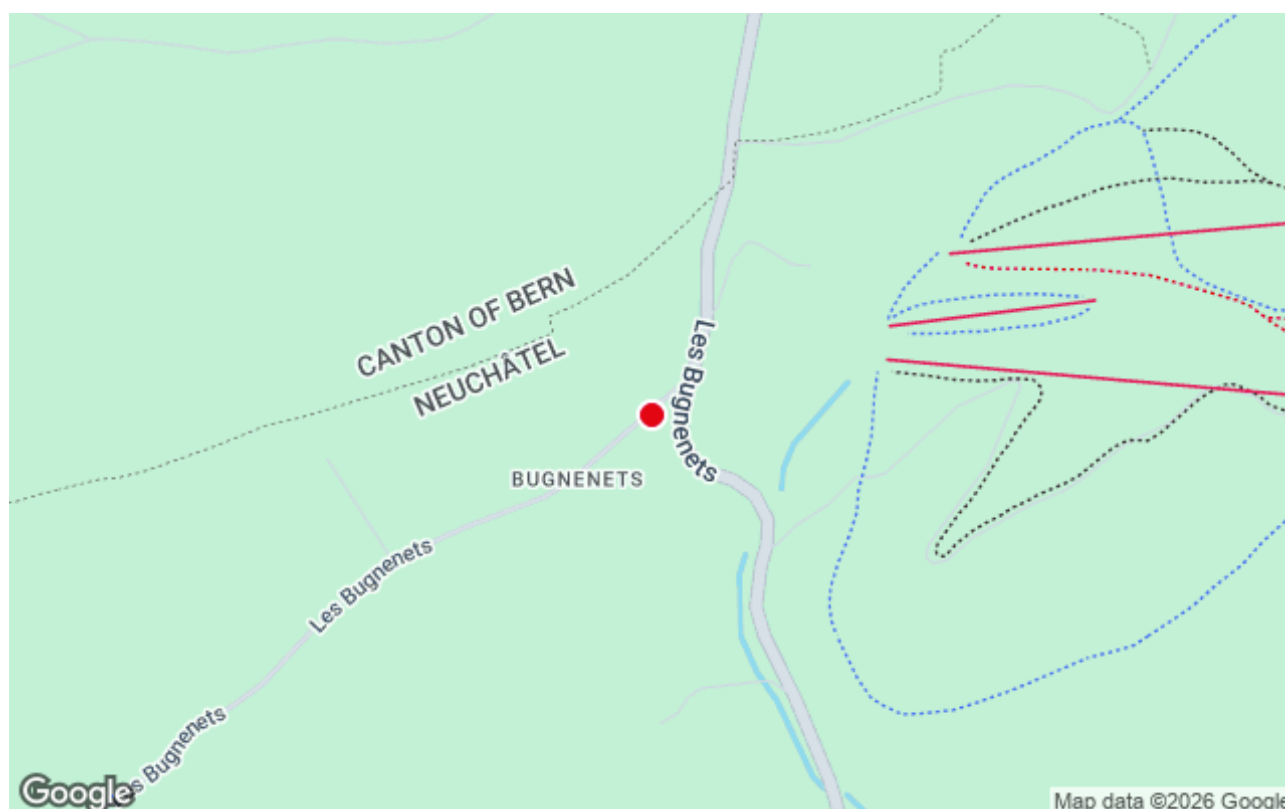 CANTON OF BERN
NEUCHÂTEL
Les Bugnenets
BUGNENETS
Les Bugnenets
Les Bugnenets
Google
Map data ©2026 Google